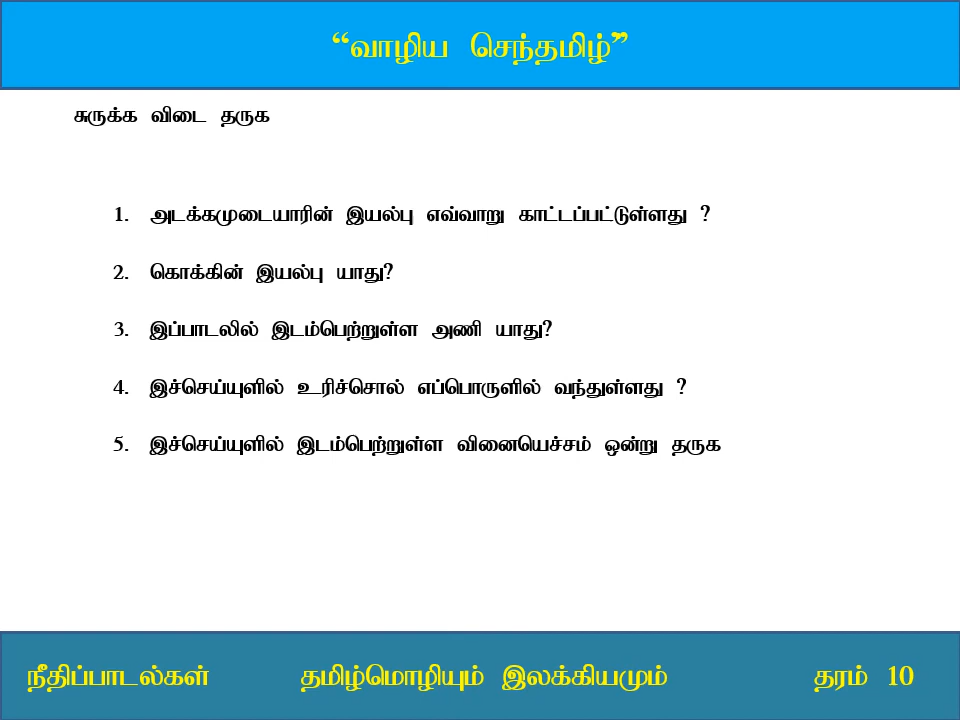 “வாழிய செந்தமிழ்”
சுருக்க விடை தருக
1. அடக்கமுடையாரின் இயல்பு எவ்வாறு காட்டப்பட்டுள்ளது ?
2. கொக்கின் இயல்பு யாது?
3. இப்பாடலில் இடம்பெற்றுள்ள அணி யாது?
4. இச்செய்யுளில் உரிச்சொல் எப்பொருளில் வந்துள்ளது ?
5. இச்செய்யுளில் இடம்பெற்றுள்ள வினையெச்சம் ஒன்று தருக
நீதிப்பாடல்கள் தமிழ்மொழியும் இலக்கியமும் தரம் 10